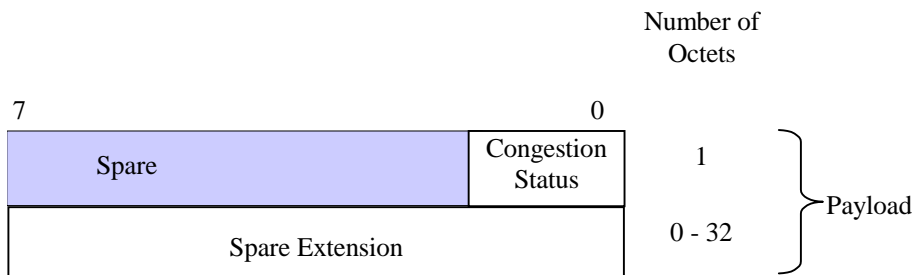 Number of
Octets
7
0
Spare
Congestion
Status
1
Payload
Spare Extension
0 - 32